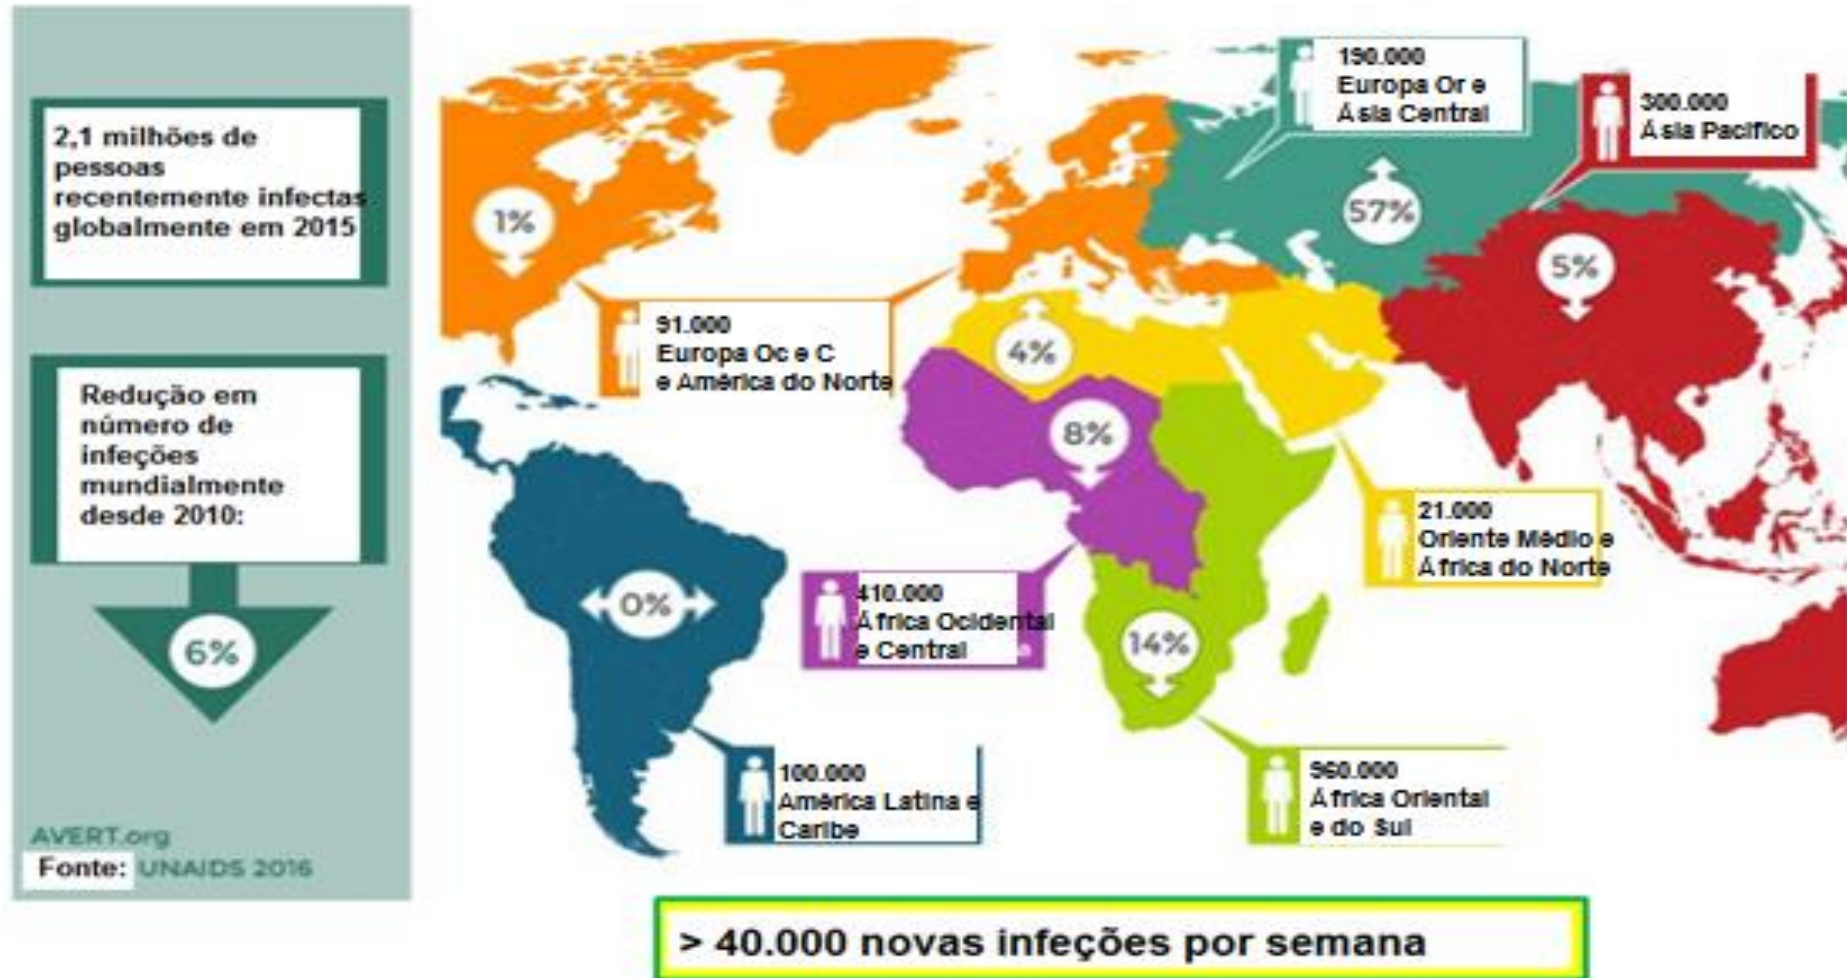 2,1 milhões de
pessoas
recentemente infectas
globalmente em 2015
Redução em
número de
infeções
mundialmente
desde 2010:
6%
AVERT.org
Fonte: UNAIDS 2016
1%
91.000
Europa Oc e C
e América do Norte
190.000
Europa Or e
Ásia Central
57%
300.000
Ásia Pacífico
5%
4%
21.000
Oriente Médio e
África do Norte
8%
410.000
África Ocidental
e Central
0%
100.000
América Latina e
Caribe
14%
960.000
África Oriental
e do Sul
> 40.000 novas infeções por semana